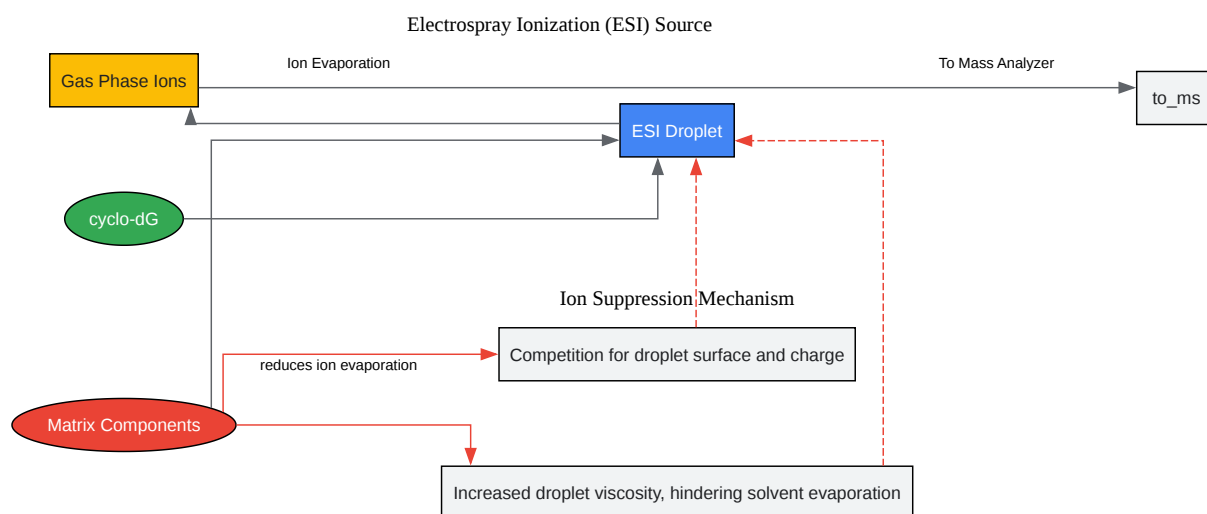 Electrospray Ionization (ESI) Source
Gas Phase Ions
Ion Evaporation
To Mass Analyzer
to_ms
ESI Droplet
cyclo-dG
Ion Suppression Mechanism
Competition for droplet surface and charge
reduces ion evaporation
Matrix Components
Increased droplet viscosity, hindering solvent evaporation